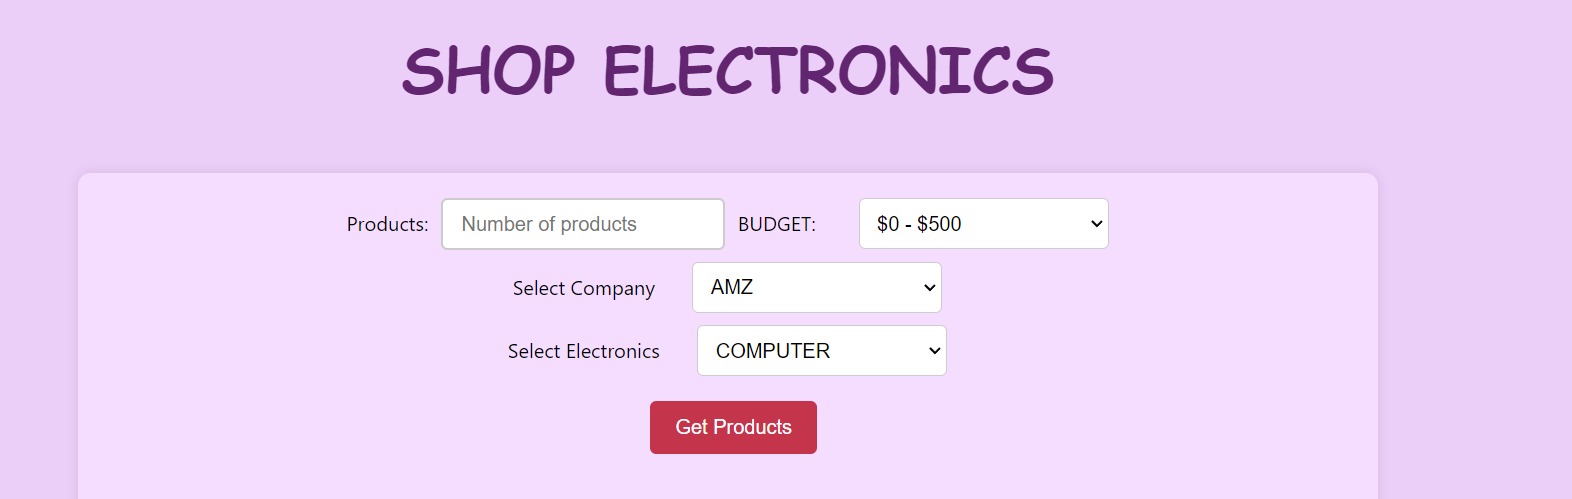 SHOP ELECTRONICS
Products: Number of products BUDGET: $0 - $500
Select Company AMZ
Select Electronics COMPUTER
Get Products